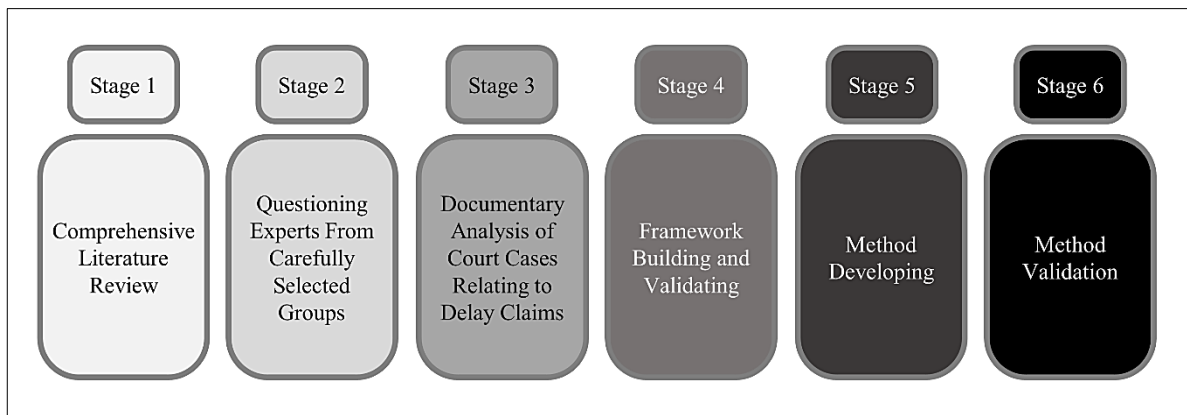 Stage 1
Stage 2
Stage 3
Stage 4
Stage 5
Stage 6
Comprehensive
Literature
Review
Questioning
Experts From
Carefully
Selected
Groups
Documentary
Analysis of
Court Cases
Relating to
Delay Claims
Framework
Building and
Validating
Method
Developing
Method
Validation